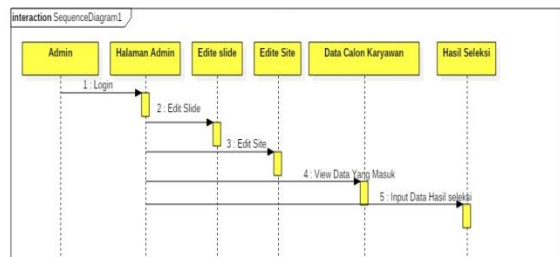 interaction SequenceDiagram1
Admin
Halaman Admin
Edite slide
Edite Site
Data Calon Karyawan
Hasil Seleksi
1 : Login
2 : Edit Slide
3 : Edit Site
4 : View Data Yang Masuk
5 : Input Data Hasil seleksi